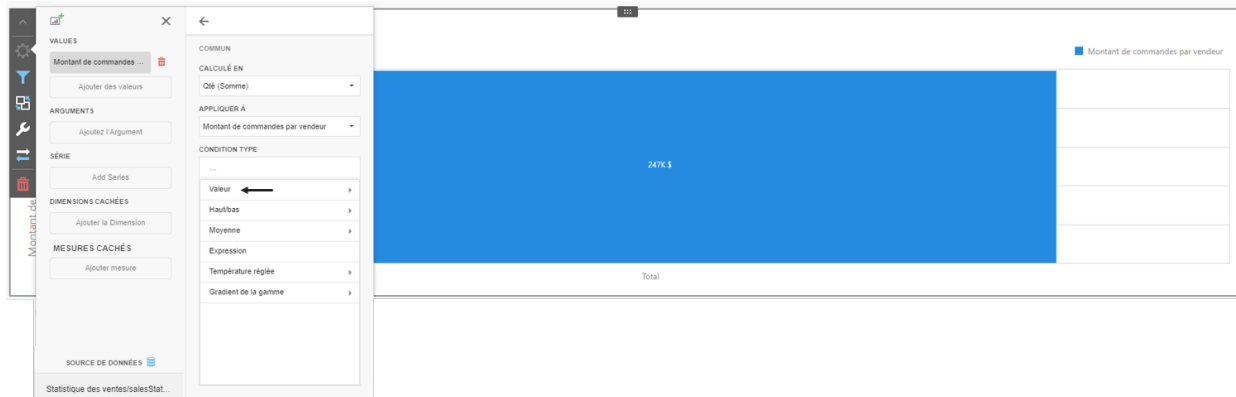 VALUES
Montant de commandes ...
Ajouter des valeurs
ARGUMENTS
Ajoutez l'Argument
SÉRIE
Add Series
DIMENSIONS CACHÉES
Ajouter la Dimension
MESURES CACHÉS
Ajouter mesure
SOURCE DE DONNÉES
Statistique des ventes/salesStat...
COMMUN
CALCULÉ EN
Qté (Somme)
APPLIQUER À
Montant de commandes par vendeur
CONDITION TYPE
...
Valeur
Haut/bas
Moyenne
Expression
Température réglée
Gradient de la gamme
Montant de
Montant de commandes par vendeur
247K $
Total